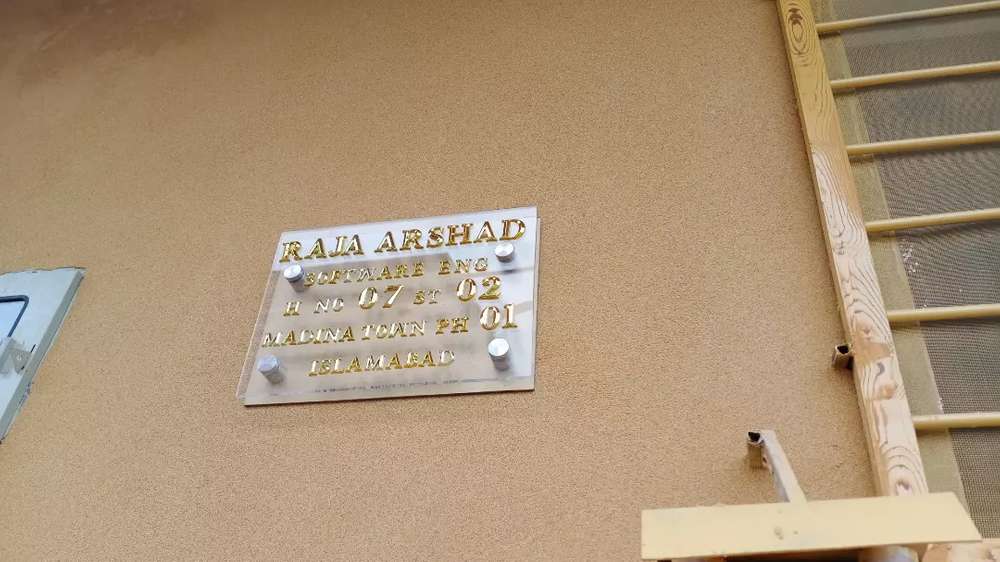 RAJA ARSHAD
SOFTWARE ENG
H NO 07 ST 02
MADINA TOWN PH 01
ISLAMABAD